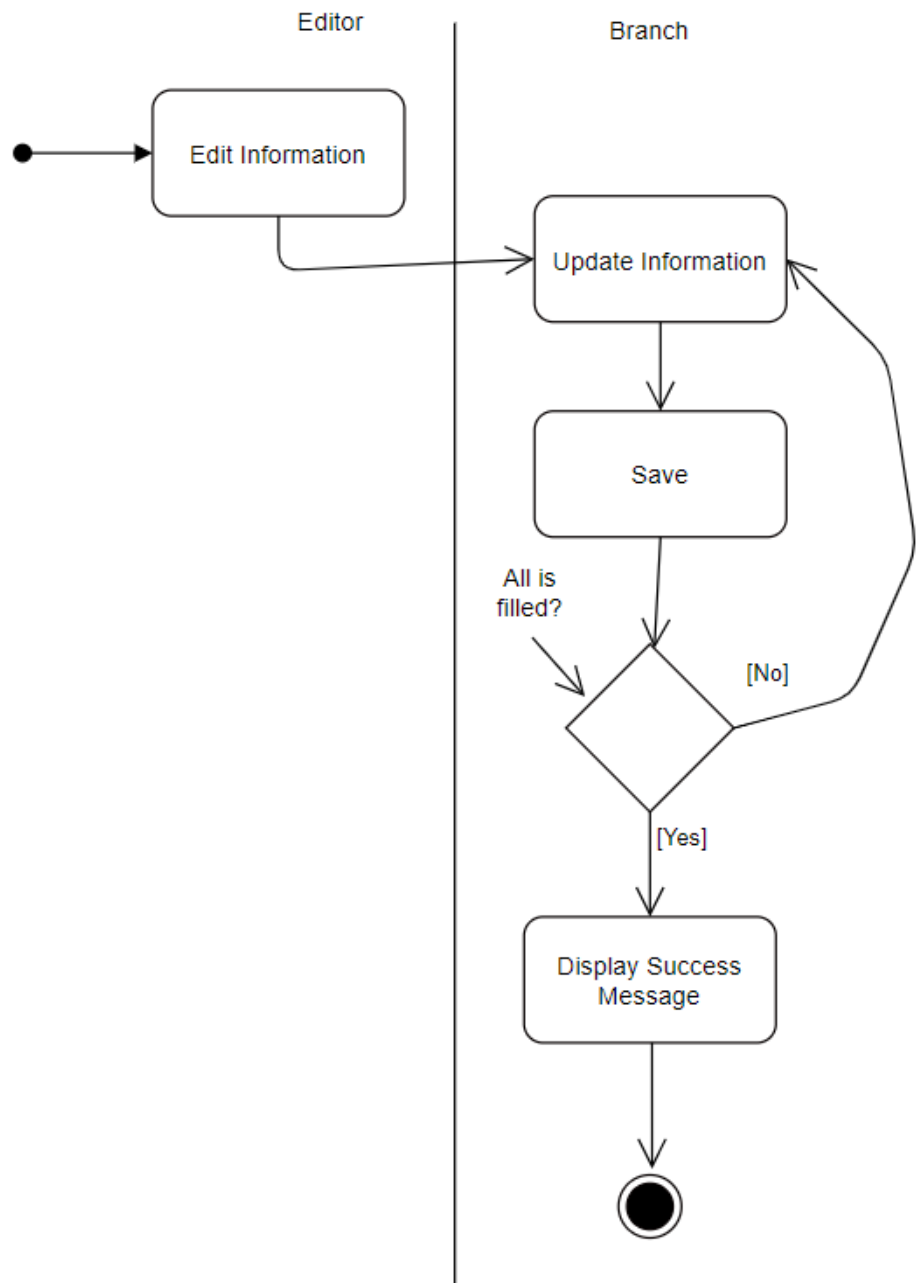 Editor
Branch
Edit Information
Update Information
Save
All is
filled?
[No]
[Yes]
Display Success
Message